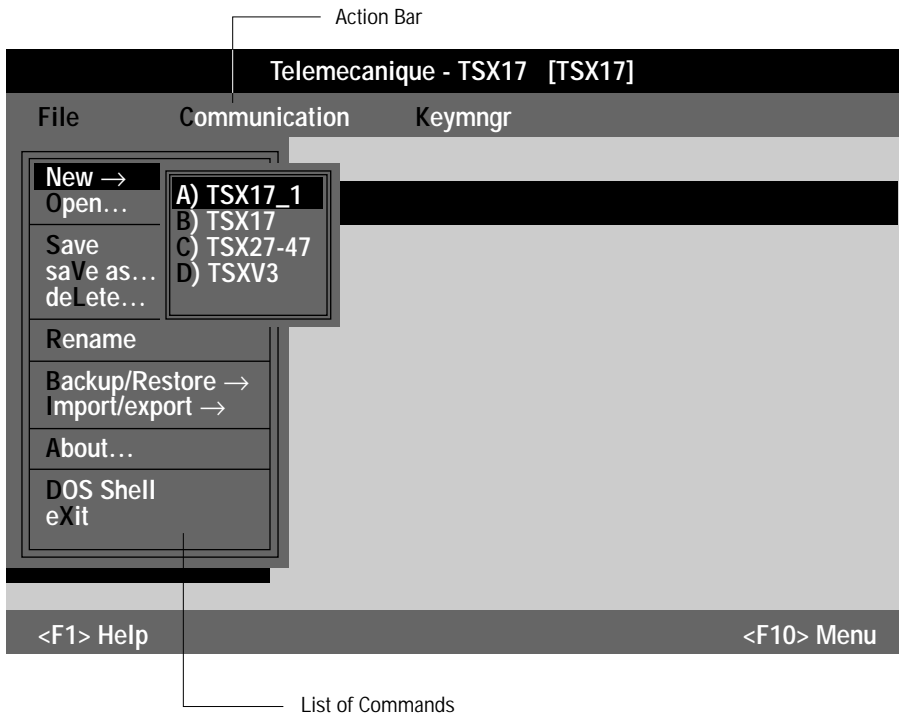 Action Bar
Telemecanique - TSX17 [TSX17]
File Communication Keymngr
New →
Open...
Save
saVe as...
deLete...
Rename
Backup/Restore →
Import/export →
About...
DOS Shell
eXit
A) TSX17_1
B) TSX17
C) TSX27-47
D) TSXV3
<F1> Help <F10> Menu
List of Commands